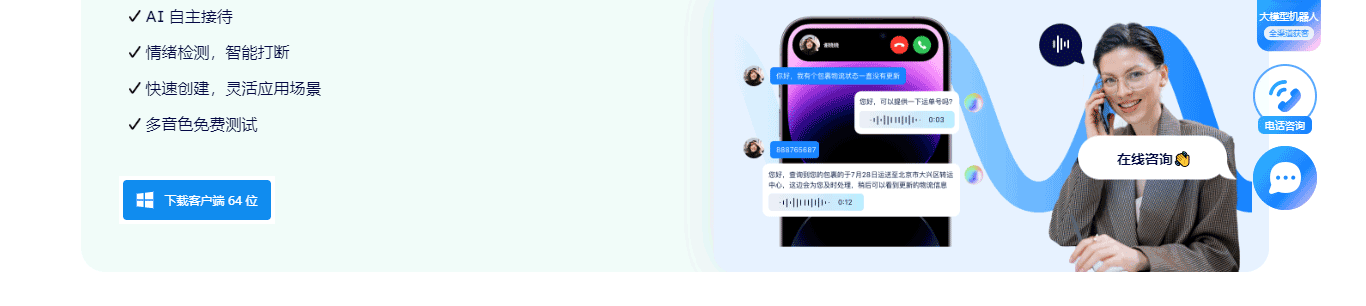 ✓ AI 自主接待
✓ 情绪检测，智能打断
✓ 快速创建，灵活应用场景
✓ 多音色免费测试
下载客户端 64 位
你好，我有个包裹物流状态一直没有更新
您好，可以提供一下运单号吗?
0:03
888765687
您好，查询到您的包裹的于7月28日运送至北京市大兴区转运
中心，这边会为您及时处理，稍后可以看到更新的物流信息
0:12
在线咨询👏
大模型机器人
全渠道获客
电话咨询